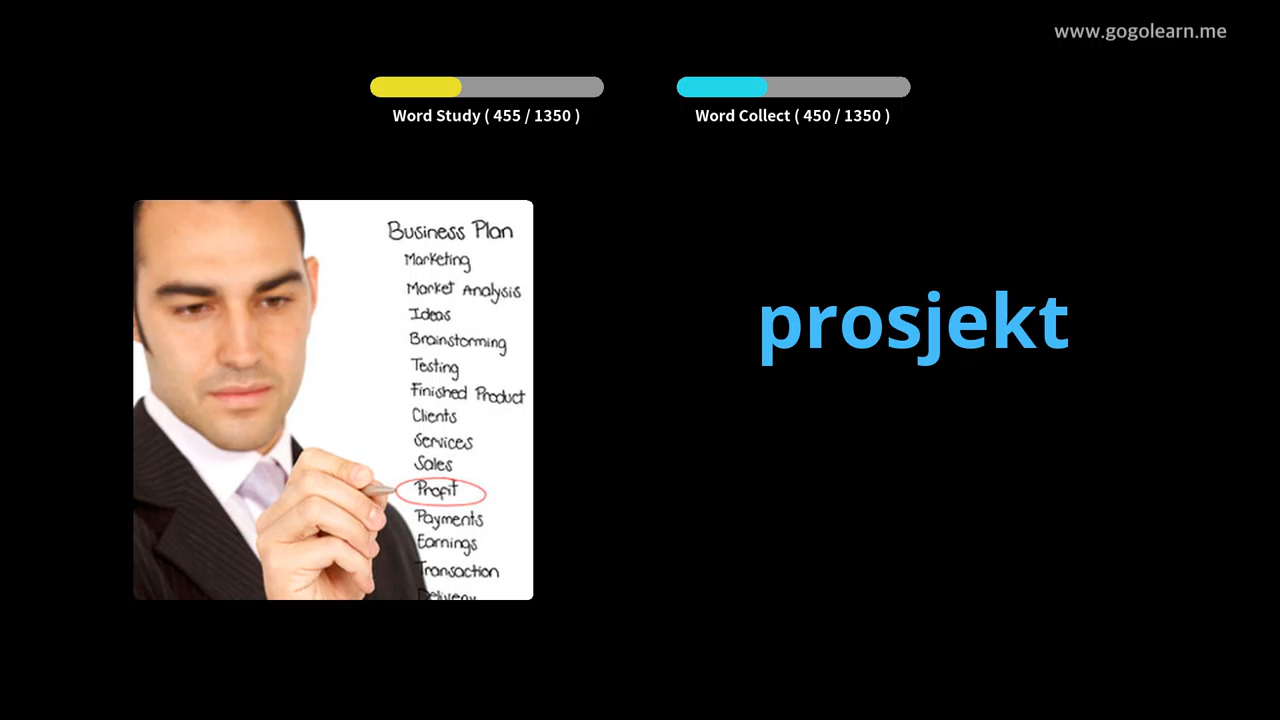 www.gogolearn.me
Word Study ( 455 / 1350 )
Word Collect ( 450 / 1350 )
Business Plan
Marketing
Market Analysis
Ideas
Brainstorming
Testing
Finished Product
Clients
Services
Sales
Profit
Payments
Earnings
Transaction
Delivery
prosjekt